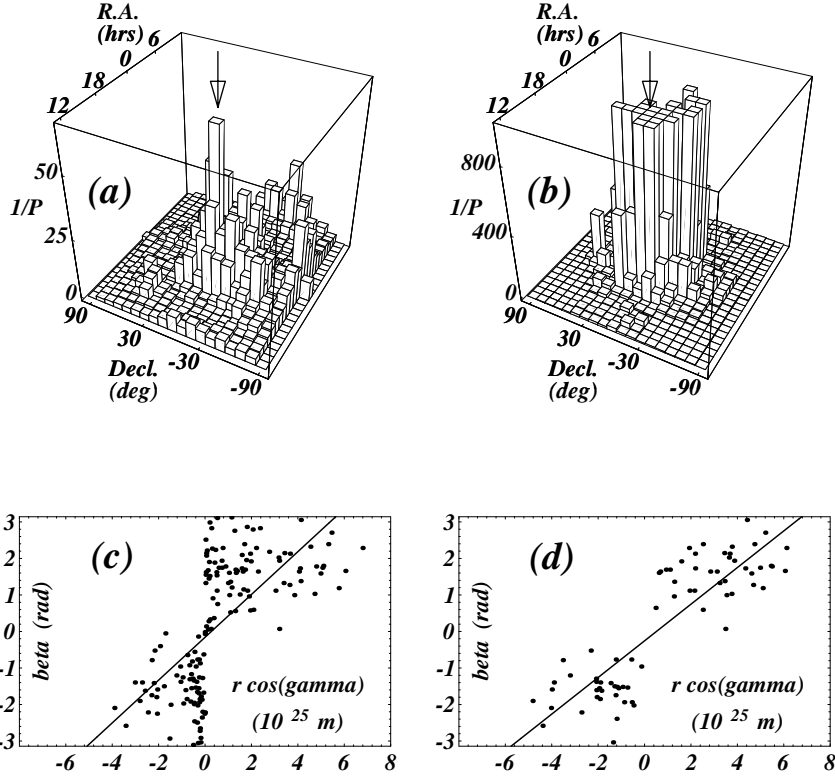 R.A.
(hrs)
6
0
18
12
50
(a)
1/P
25
0
90
30
-30
-90
Decl.
(deg)
R.A.
(hrs)
6
0
18
12
800
(b)
1/P
400
0
90
30
-30
-90
Decl.
(deg)
3
2
1
0
-1
-2
-3
beta (rad)
(c)
r cos(gamma)
(10 25 m)
-6 -4 -2 0 2 4 6 8
3
2
1
0
-1
-2
-3
beta (rad)
(d)
r cos(gamma)
(10 25 m)
-6 -4 -2 0 2 4 6 8